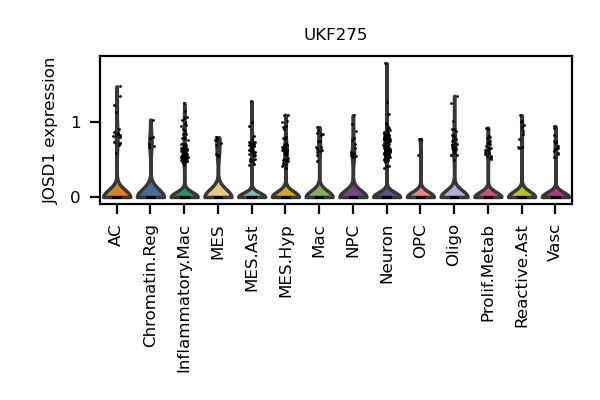 UKF275
JOSD1 expression
1
0
AC
Chromatin.Reg
Inflammatory.Mac
MES
MES.Ast
MES.Hyp
Mac
NPC
Neuron
OPC
Oligo
Prolif.Metab
Reactive.Ast
Vasc